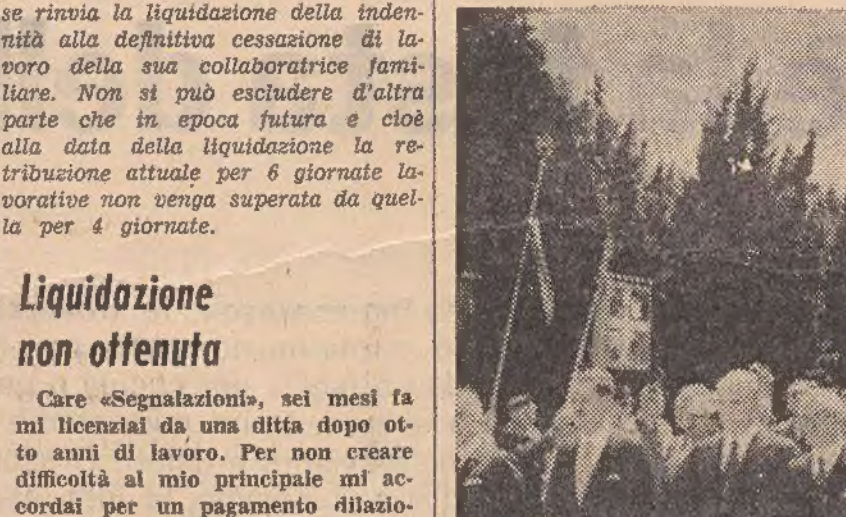 se rinvia la liquidazione della inden-
nità alla definitiva cessazione di la-
voro della sua collaboratrice fami-
liare. Non si può escludere d'altra
parte che in epoca futura e cioè
alla data della liquidazione la re-
tribuzione attuale per 6 giornate la-
vorative non venga superata da quel-
la per 4 giornate.
Liquidazione
non ottenuta
Care «Segnalazioni», sei mesi fa
mi licenziai da una ditta dopo ot-
to anni di lavoro. Per non creare
difficoltà al mio principale mi ac-
cordai per un pagamento dilazio-